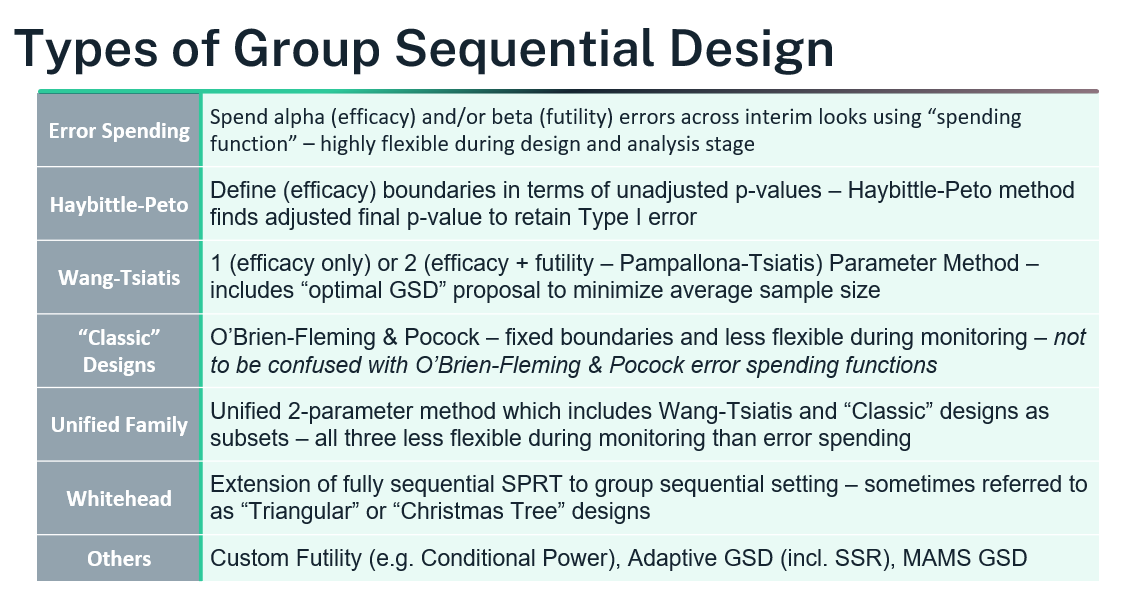 Types of Group Sequential Design
Error Spending
Spend alpha (efficacy) and/or beta (futility) errors across interim looks using “spending
function” – highly flexible during design and analysis stage
Haybittle-Peto
Define (efficacy) boundaries in terms of unadjusted p-values – Haybittle-Peto method
finds adjusted final p-value to retain Type I error
Wang-Tsiatis
1 (efficacy only) or 2 (efficacy + futility – Pampallona-Tsiatis) Parameter Method –
includes “optimal GSD” proposal to minimize average sample size
“Classic”
Designs
O’Brien-Fleming & Pocock – fixed boundaries and less flexible during monitoring – not
to be confused with O’Brien-Fleming & Pocock error spending functions
Unified Family
Unified 2-parameter method which includes Wang-Tsiatis and “Classic” designs as
subsets – all three less flexible during monitoring than error spending
Whitehead
Extension of fully sequential SPRT to group sequential setting – sometimes referred to
as “Triangular” or “Christmas Tree” designs
Others
Custom Futility (e.g. Conditional Power), Adaptive GSD (incl. SSR), MAMS GSD